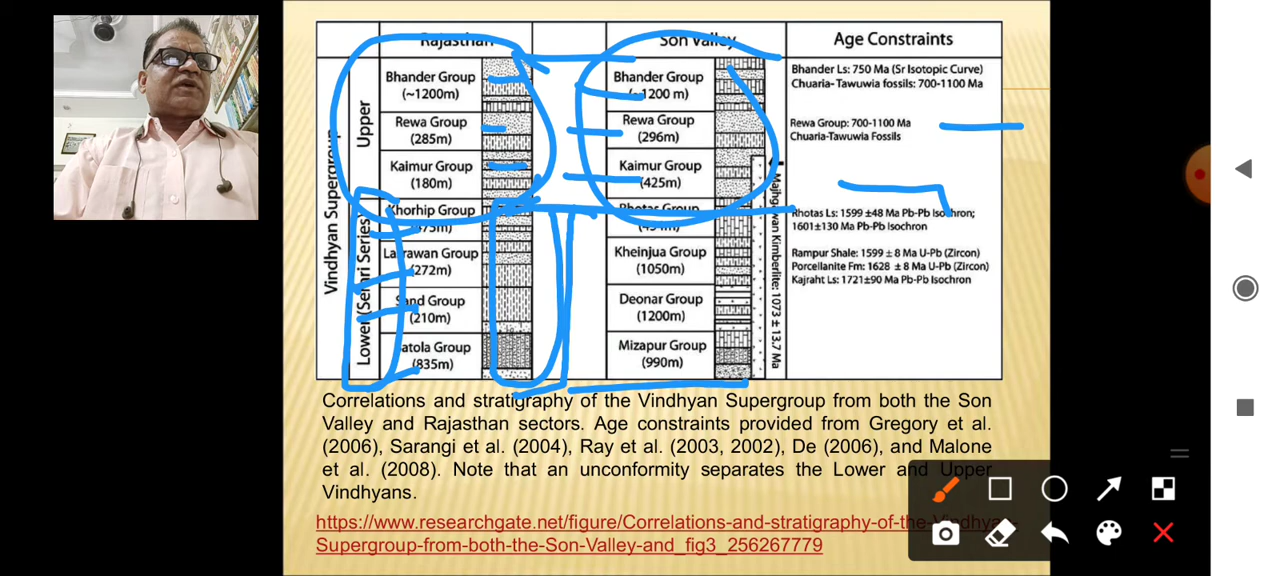 Rajasthan
Son Valley
Age Constraints
Vindhyan Supergroup
Upper
Lower (Semri Series)
Bhander Group
(~1200m)
Rewa Group
(285m)
Kaimur Group
(180m)
Khorhip Group
(475m)
Lasrawan Group
(272m)
Sand Group
(210m)
Satola Group
(835m)
Bhander Group
(~1200 m)
Rewa Group
(296m)
Kaimur Group
(425m)
Rhotas Group
Kheinjua Group
(1050m)
Deonar Group
(1200m)
Mizapur Group
(990m)
Majhgawan Kimberlite: 1073 ± 13.7 Ma
Bhander Ls: 750 Ma (Sr Isotopic Curve)
Chuaria- Tawuwia fossils: 700-1100 Ma
Rewa Group: 700-1100 Ma
Chuaria-Tawuwia Fossils
Rhotas Ls: 1599 ±48 Ma Pb-Pb Isochron;
1601±130 Ma Pb-Pb Isochron
Rampur Shale: 1599 ± 8 Ma U-Pb (Zircon)
Porcellanite Fm: 1628 ± 8 Ma U-Pb (Zircon)
Kajraht Ls: 1721±90 Ma Pb-Pb Isochron
Correlations and stratigraphy of the Vindhyan Supergroup from both the Son
Valley and Rajasthan sectors. Age constraints provided from Gregory et al.
(2006), Sarangi et al. (2004), Ray et al. (2003, 2002), De (2006), and Malone
et al. (2008). Note that an unconformity separates the Lower and Upper
Vindhyans.
https://www.researchgate.net/figure/Correlations-and-stratigraphy-of-the-Vindhyan-
Supergroup-from-both-the-Son-Valley-and_fig3_256267779